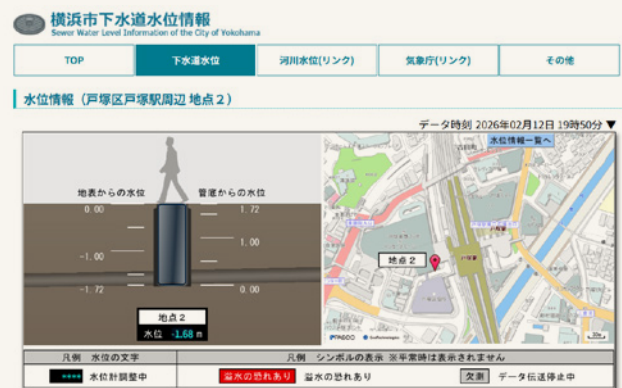 横浜市下水道水位情報
Sewer Water Level Information of the City of Yokohama
TOP
下水道水位
河川水位(リンク)
気象庁(リンク)
その他
水位情報（戸塚区戸塚駅周辺 地点２）
データ時刻 2026年02月12日 19時50分 ▼
水位情報一覧へ
地表からの水位 管底からの水位
0.00 1.72
1.00
-1.00
-1.72 0.00
地点２
水位 -1.68 m
吉田町
戸塚駅
地点２
PASCO
凡例 水位の文字
凡例 シンボルの表示 ※平常時は表示されません
**** 水位計調整中
溢水の恐れあり 溢水の恐れあり
欠測 データ伝送停止中